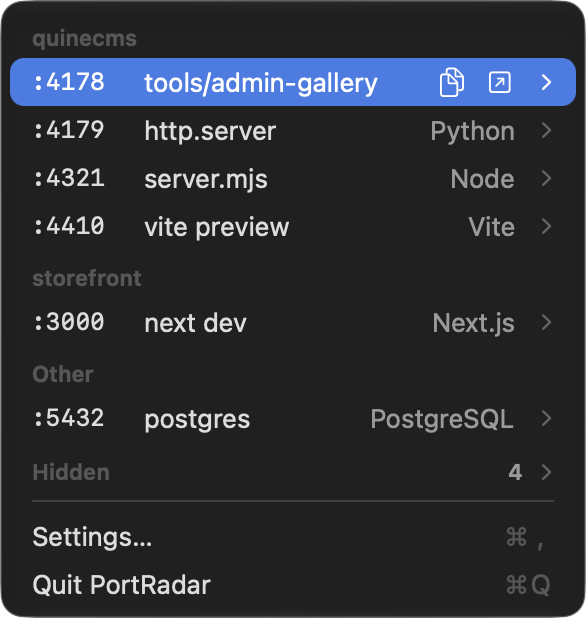 quinecms
:4178 tools/admin-gallery
:4179 http.server Python
:4321 server.mjs Node
:4410 vite preview Vite
storefront
:3000 next dev Next.js
Other
:5432 postgres PostgreSQL
Hidden 4
Settings... ⌘ ,
Quit PortRadar ⌘Q